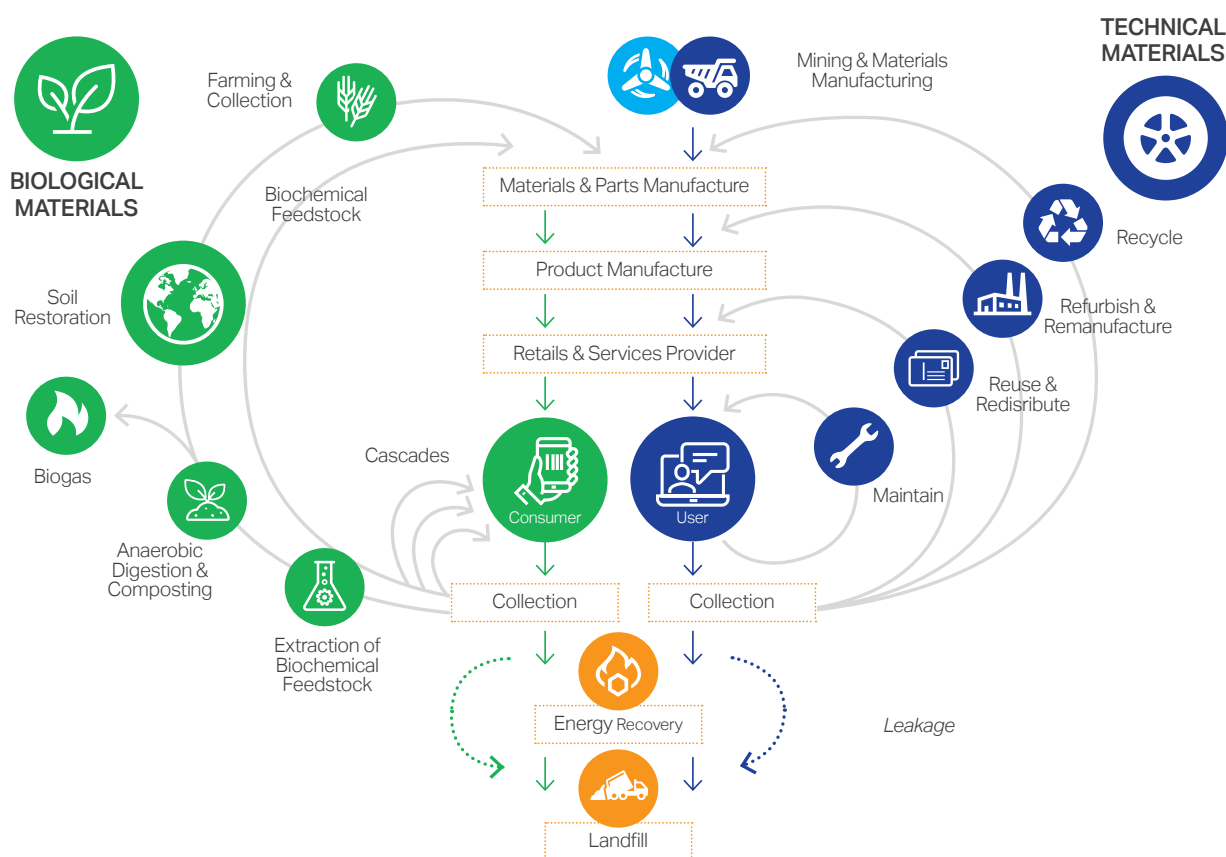 BIOLOGICAL
MATERIALS
Farming &
Collection
Biochemical
Feedstock
Soil
Restoration
Biogas
Anaerobic
Digestion &
Composting
Extraction of
Biochemical
Feedstock
Cascades
Mining & Materials
Manufacturing
Materials & Parts Manufacture
Product Manufacture
Retails & Services Provider
Consumer
User
Collection
Collection
Energy Recovery
Landfill
Leakage
TECHNICAL
MATERIALS
Recycle
Refurbish &
Remanufacture
Reuse &
Redisribute
Maintain